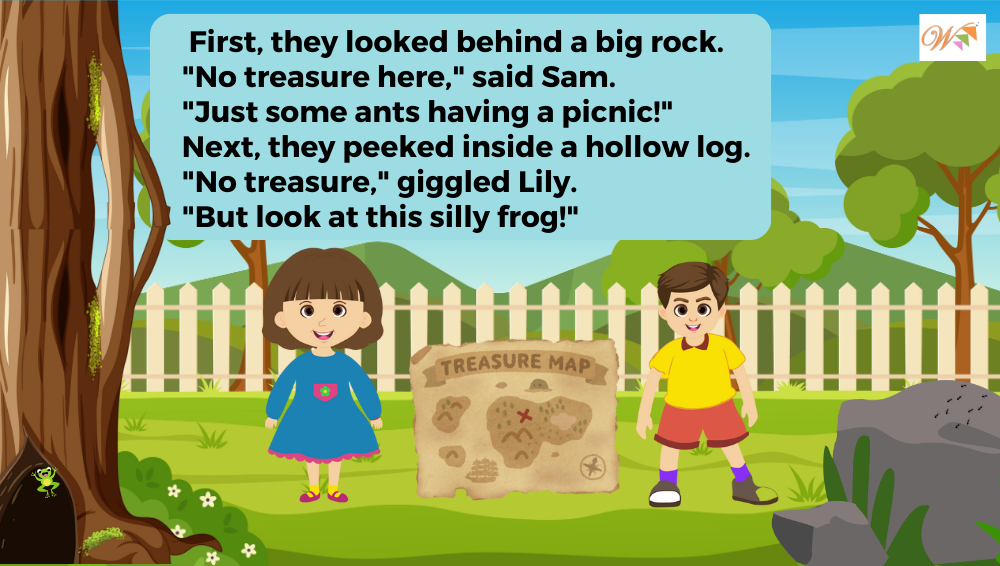 First, they looked behind a big rock.
"No treasure here," said Sam.
"Just some ants having a picnic!"
Next, they peeked inside a hollow log.
"No treasure," giggled Lily.
"But look at this silly frog!"
W
TREASURE MAP